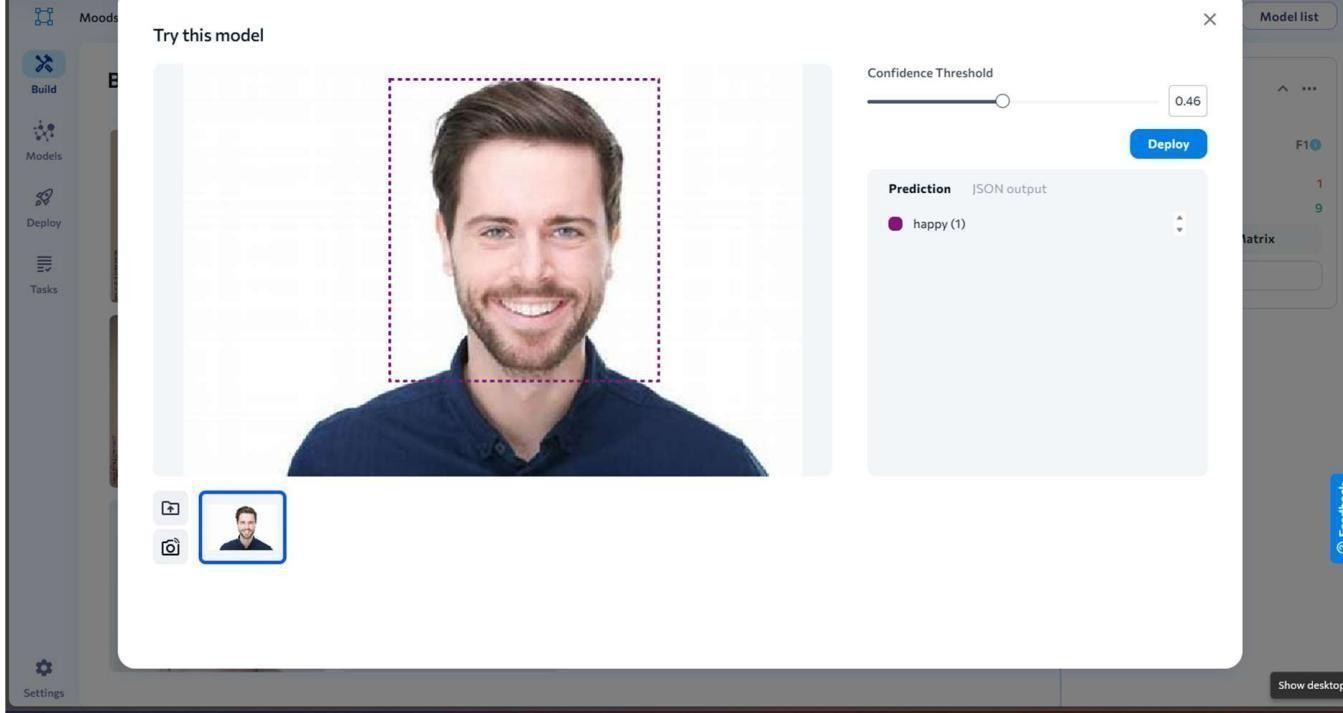 Moods
Model list
Try this model
Build
Models
Deploy
Tasks
Settings
Confidence Threshold
0.46
Deploy
Prediction JSON output
happy (1)
F1
1
9
Show desktop